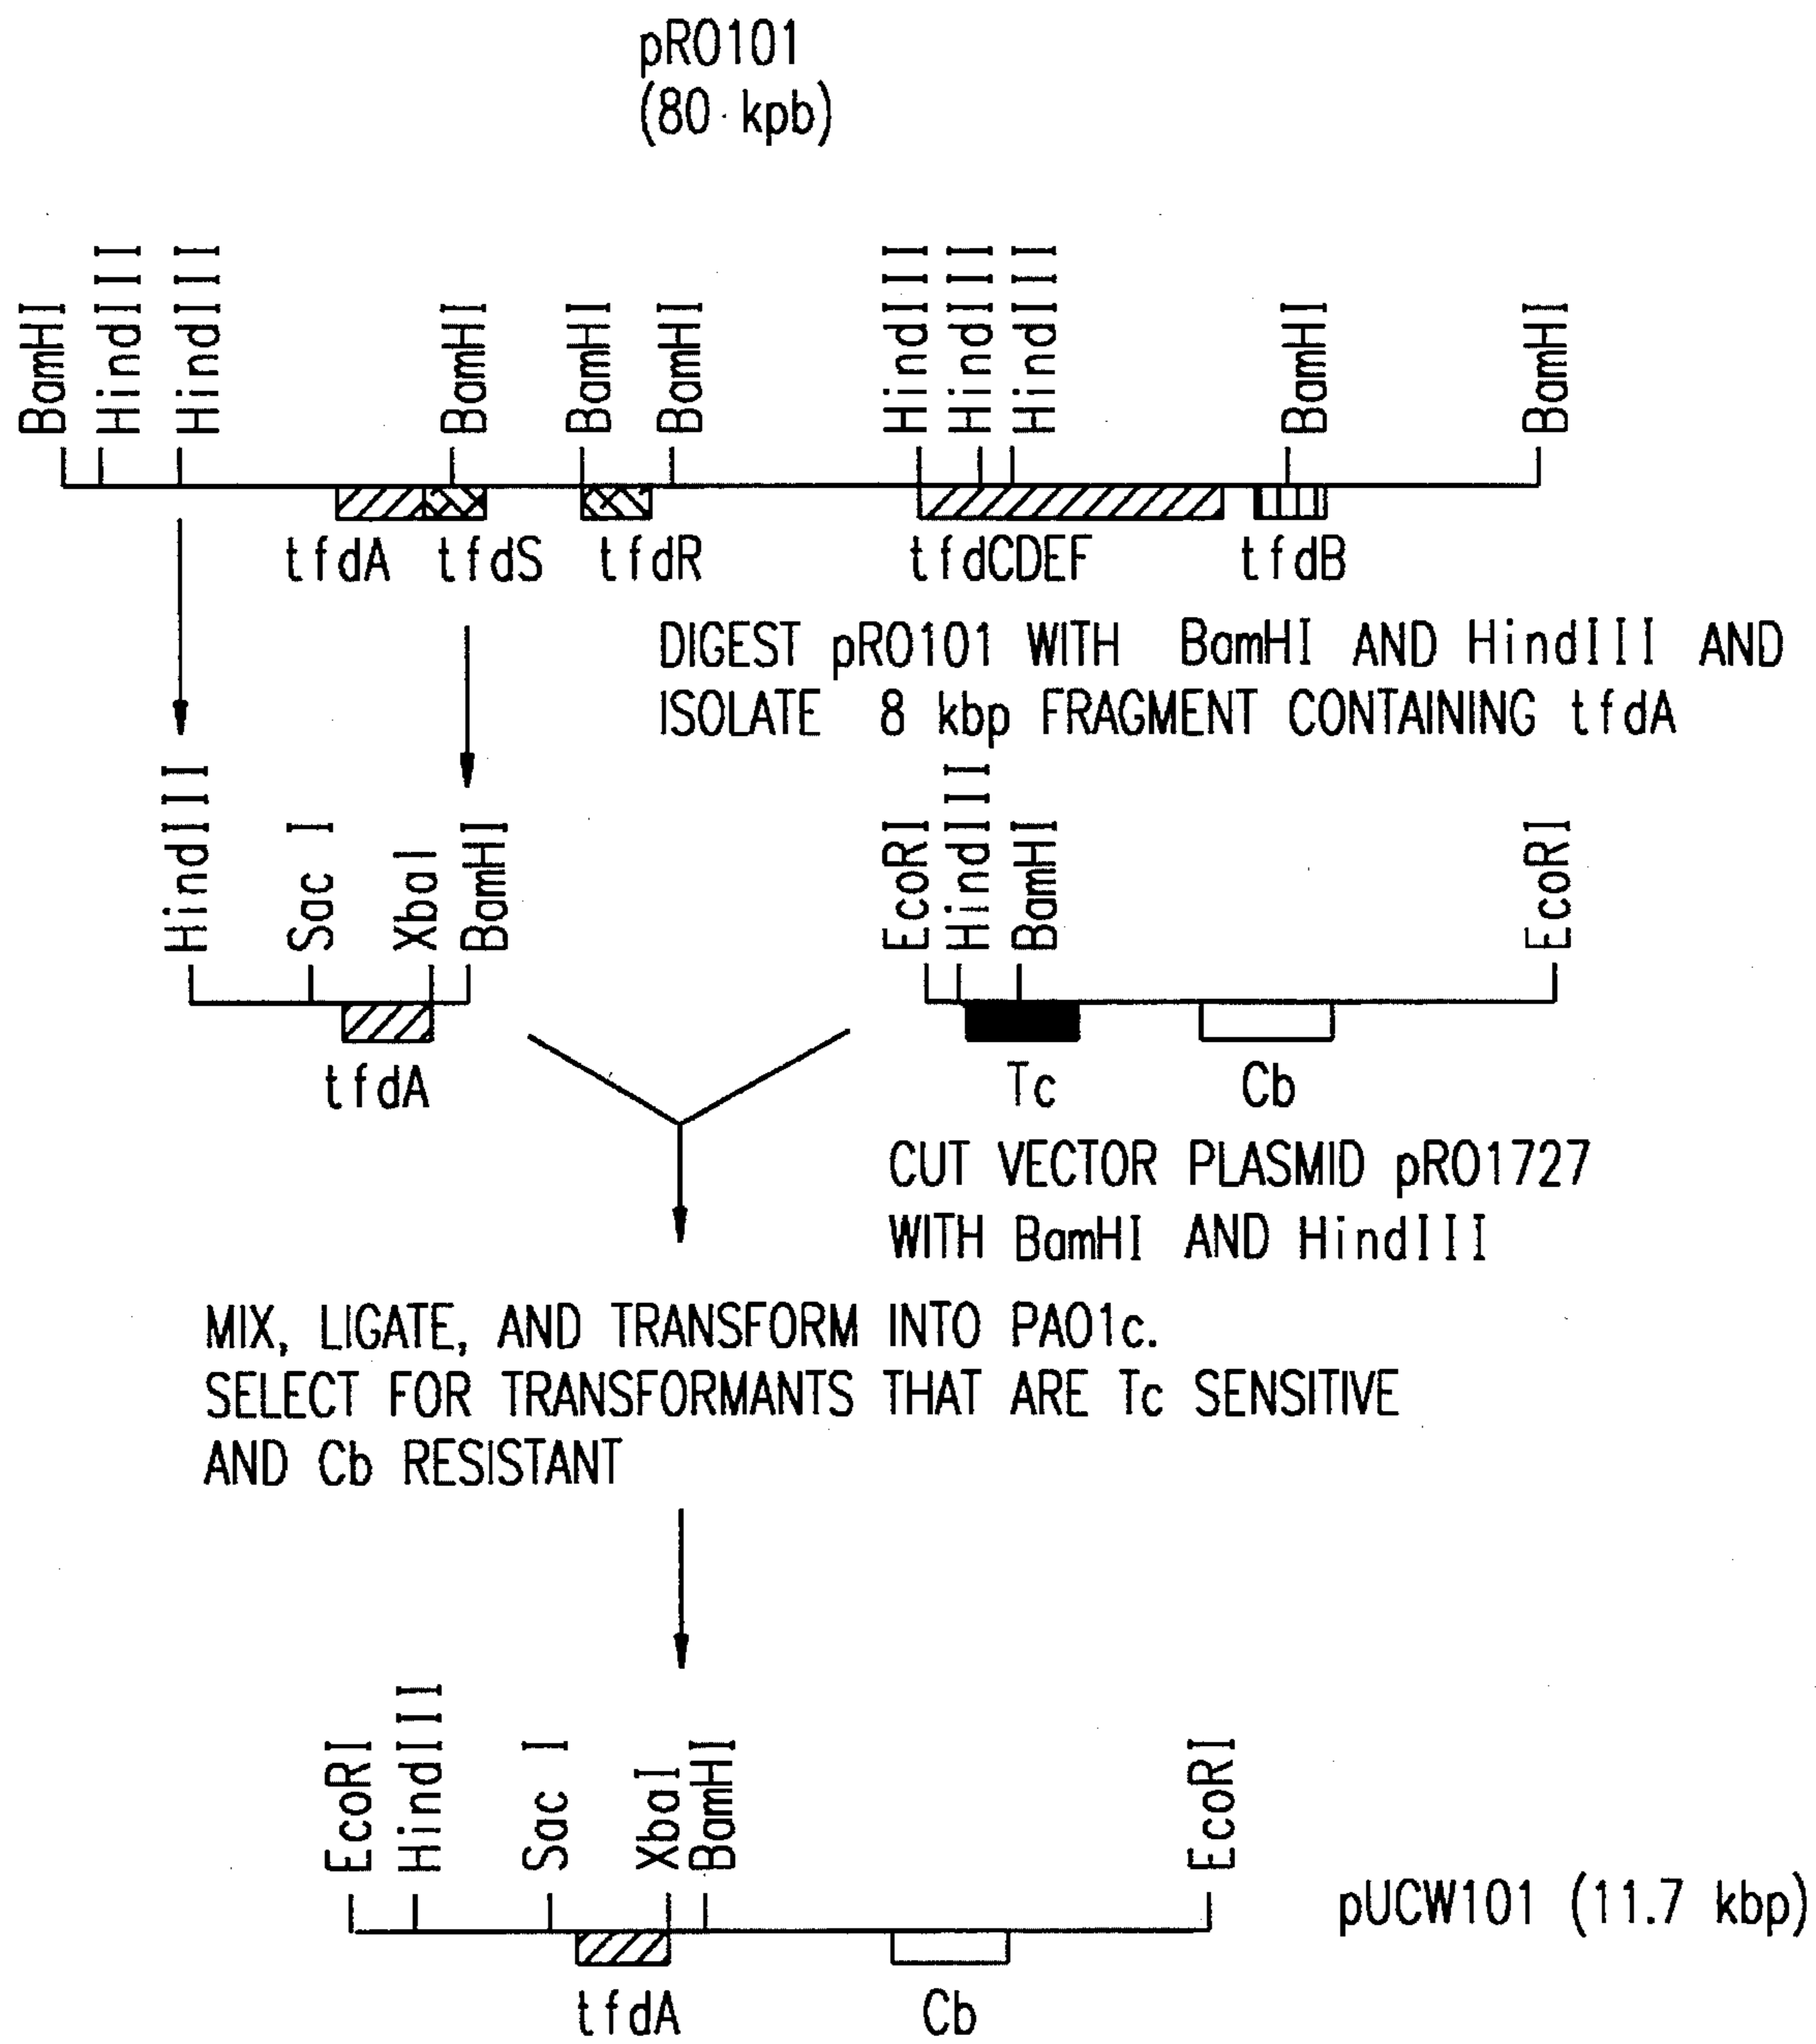 pRO101
(80 kpb)
BamHI
HindIII
HindIII
BamHI
BamHI
BamHI
HindIII
HindIII
HindIII
BamHI
BamHI
tfdA
tfdS
tfdR
tfdCDEF
tfdB
DIGEST pRO101 WITH BamHI AND HindIII AND
ISOLATE 8 kbp FRAGMENT CONTAINING tfdA
HindIII
Sac I
XbaI
BamHI
EcoRI
HindIII
BamHI
EcoRI
tfdA
Tc
Cb
CUT VECTOR PLASMID pRO1727
WITH BamHI AND HindIII
MIX, LIGATE, AND TRANSFORM INTO PAO1c.
SELECT FOR TRANSFORMANTS THAT ARE Tc SENSITIVE
AND Cb RESISTANT
EcoRI
HindIII
Sac I
XbaI
BamHI
EcoRI
pUCW101 (11.7 kbp)
tfdA
Cb